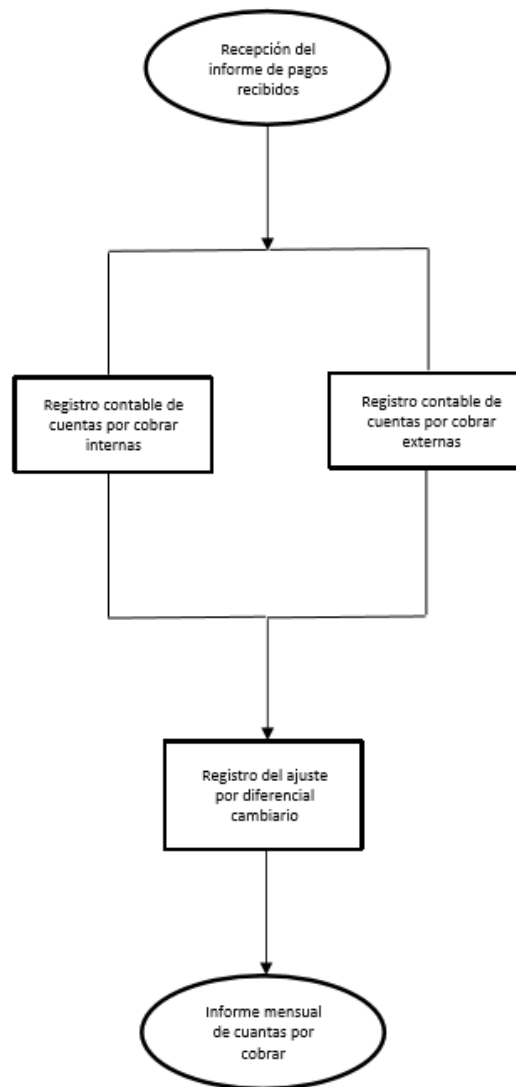 Recepción del
informe de pagos
recibidos
Registro contable de
cuentas por cobrar
internas
Registro contable de
cuentas por cobrar
externas
Registro del ajuste
por diferencial
cambiario
Informe mensual
de cuantas por
cobrar